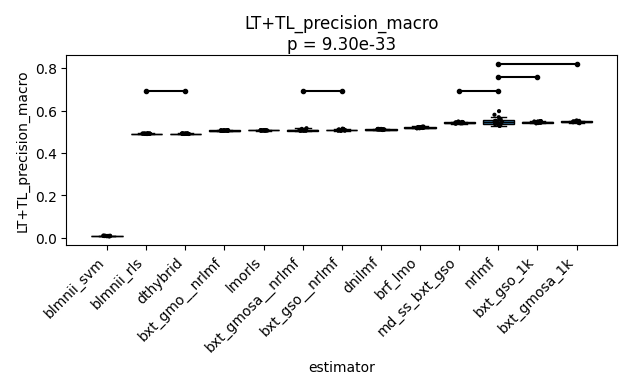 LT+TL_precision_macro
p = 9.30e-33
LT+TL_precision_macro
0.8
0.6
0.4
0.2
0.0
blmnii_svm
blmnii_rls
dthybrid
bxt_gmo__nrlmf
lmorls
bxt_gmosa__nrlmf
bxt_gso__nrlmf
dnilmf
brf_lmo
md_ss_bxt_gso
nrlmf
bxt_gso_1k
bxt_gmosa_1k
estimator